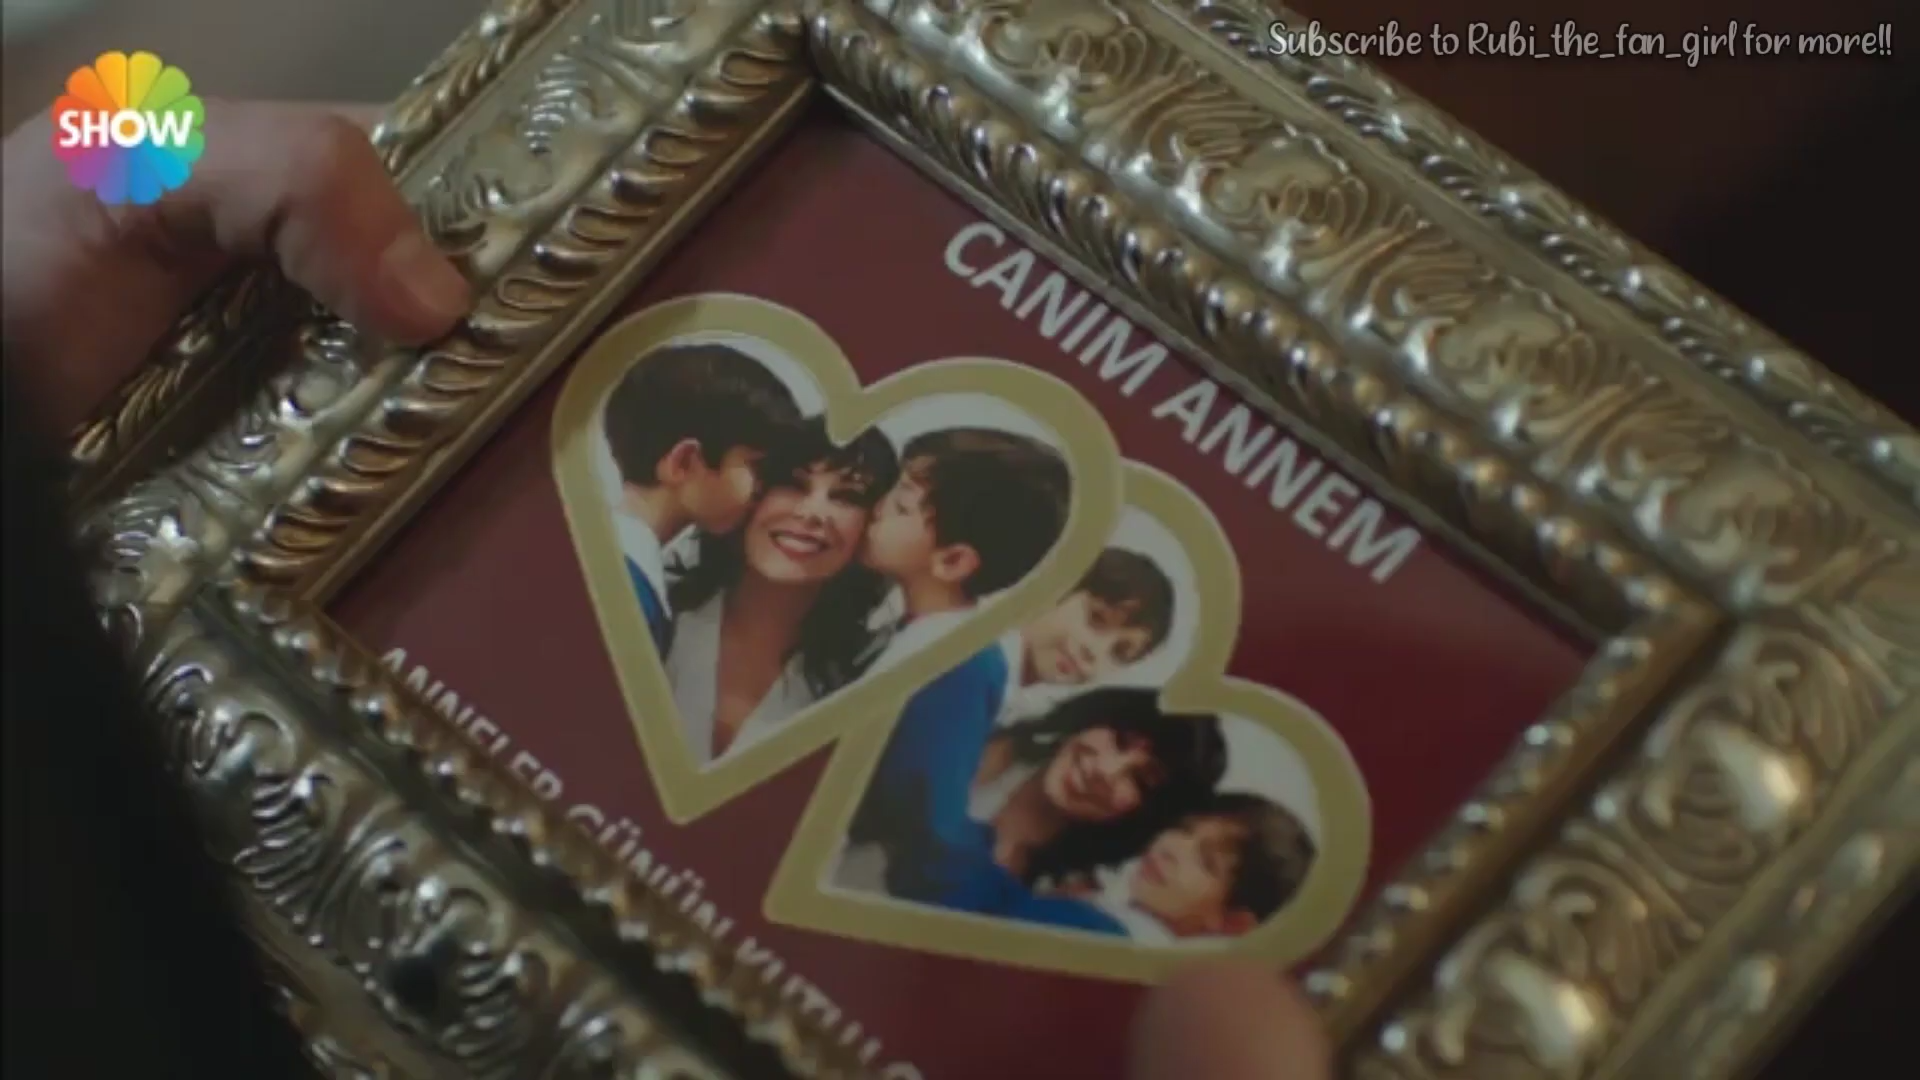 SHOW
Subscribe to Rubi_the_fan_girl for more!!
CANIM ANNEM
ANNELER GÜNÜN